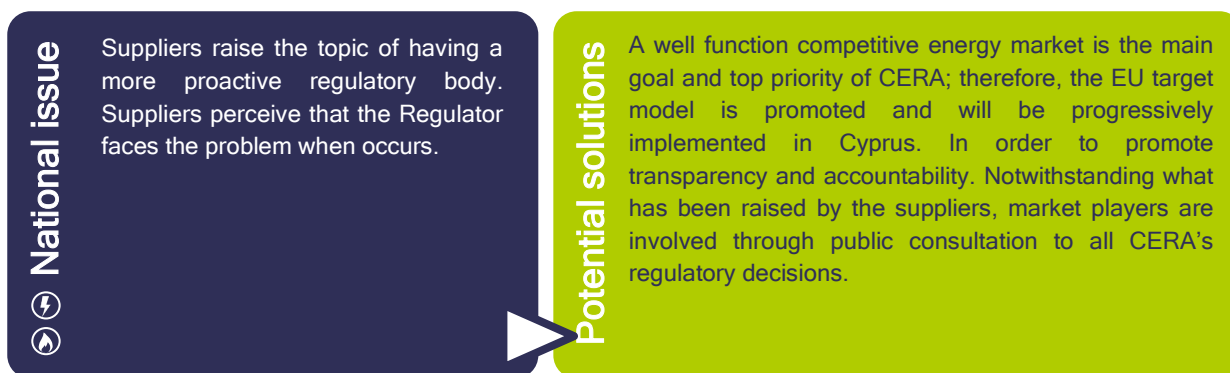 National issue
Suppliers raise the topic of having a
more proactive regulatory body.
Suppliers perceive that the Regulator
faces the problem when occurs.
Potential solutions
A well function competitive energy market is the main
goal and top priority of CERA; therefore, the EU target
model is promoted and will be progressively
implemented in Cyprus. In order to promote
transparency and accountability. Notwithstanding what
has been raised by the suppliers, market players are
involved through public consultation to all CERA’s
regulatory decisions.